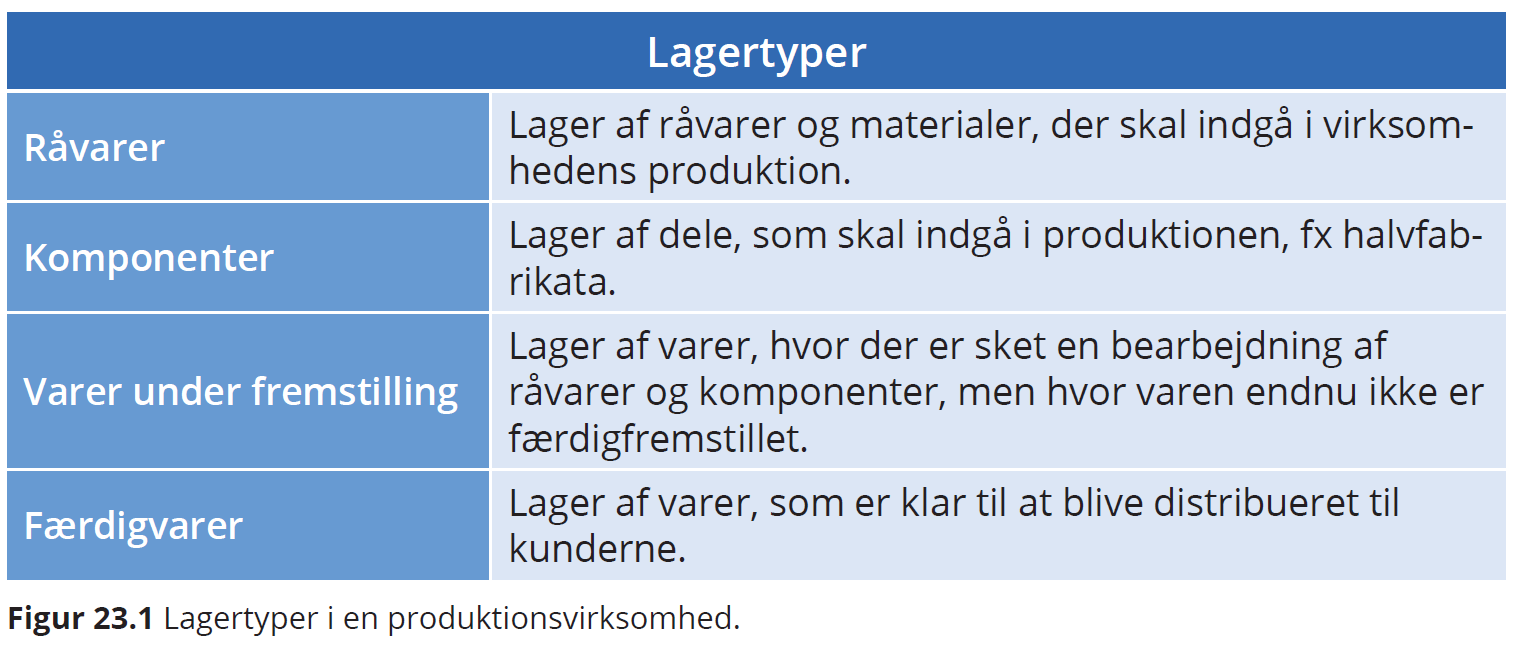 Lagertyper
Råvarer
Lager af råvarer og materialer, der skal indgå i virksom-
hedens produktion.
Komponenter
Lager af dele, som skal indgå i produktionen, fx halvfab-
rikata.
Varer under fremstilling
Lager af varer, hvor der er sket en bearbejdning af
råvarer og komponenter, men hvor varen endnu ikke er
færdigfremstillet.
Færdigvarer
Lager af varer, som er klar til at blive distribueret til
kunderne.
Figur 23.1 Lagertyper i en produktionsvirksomhed.